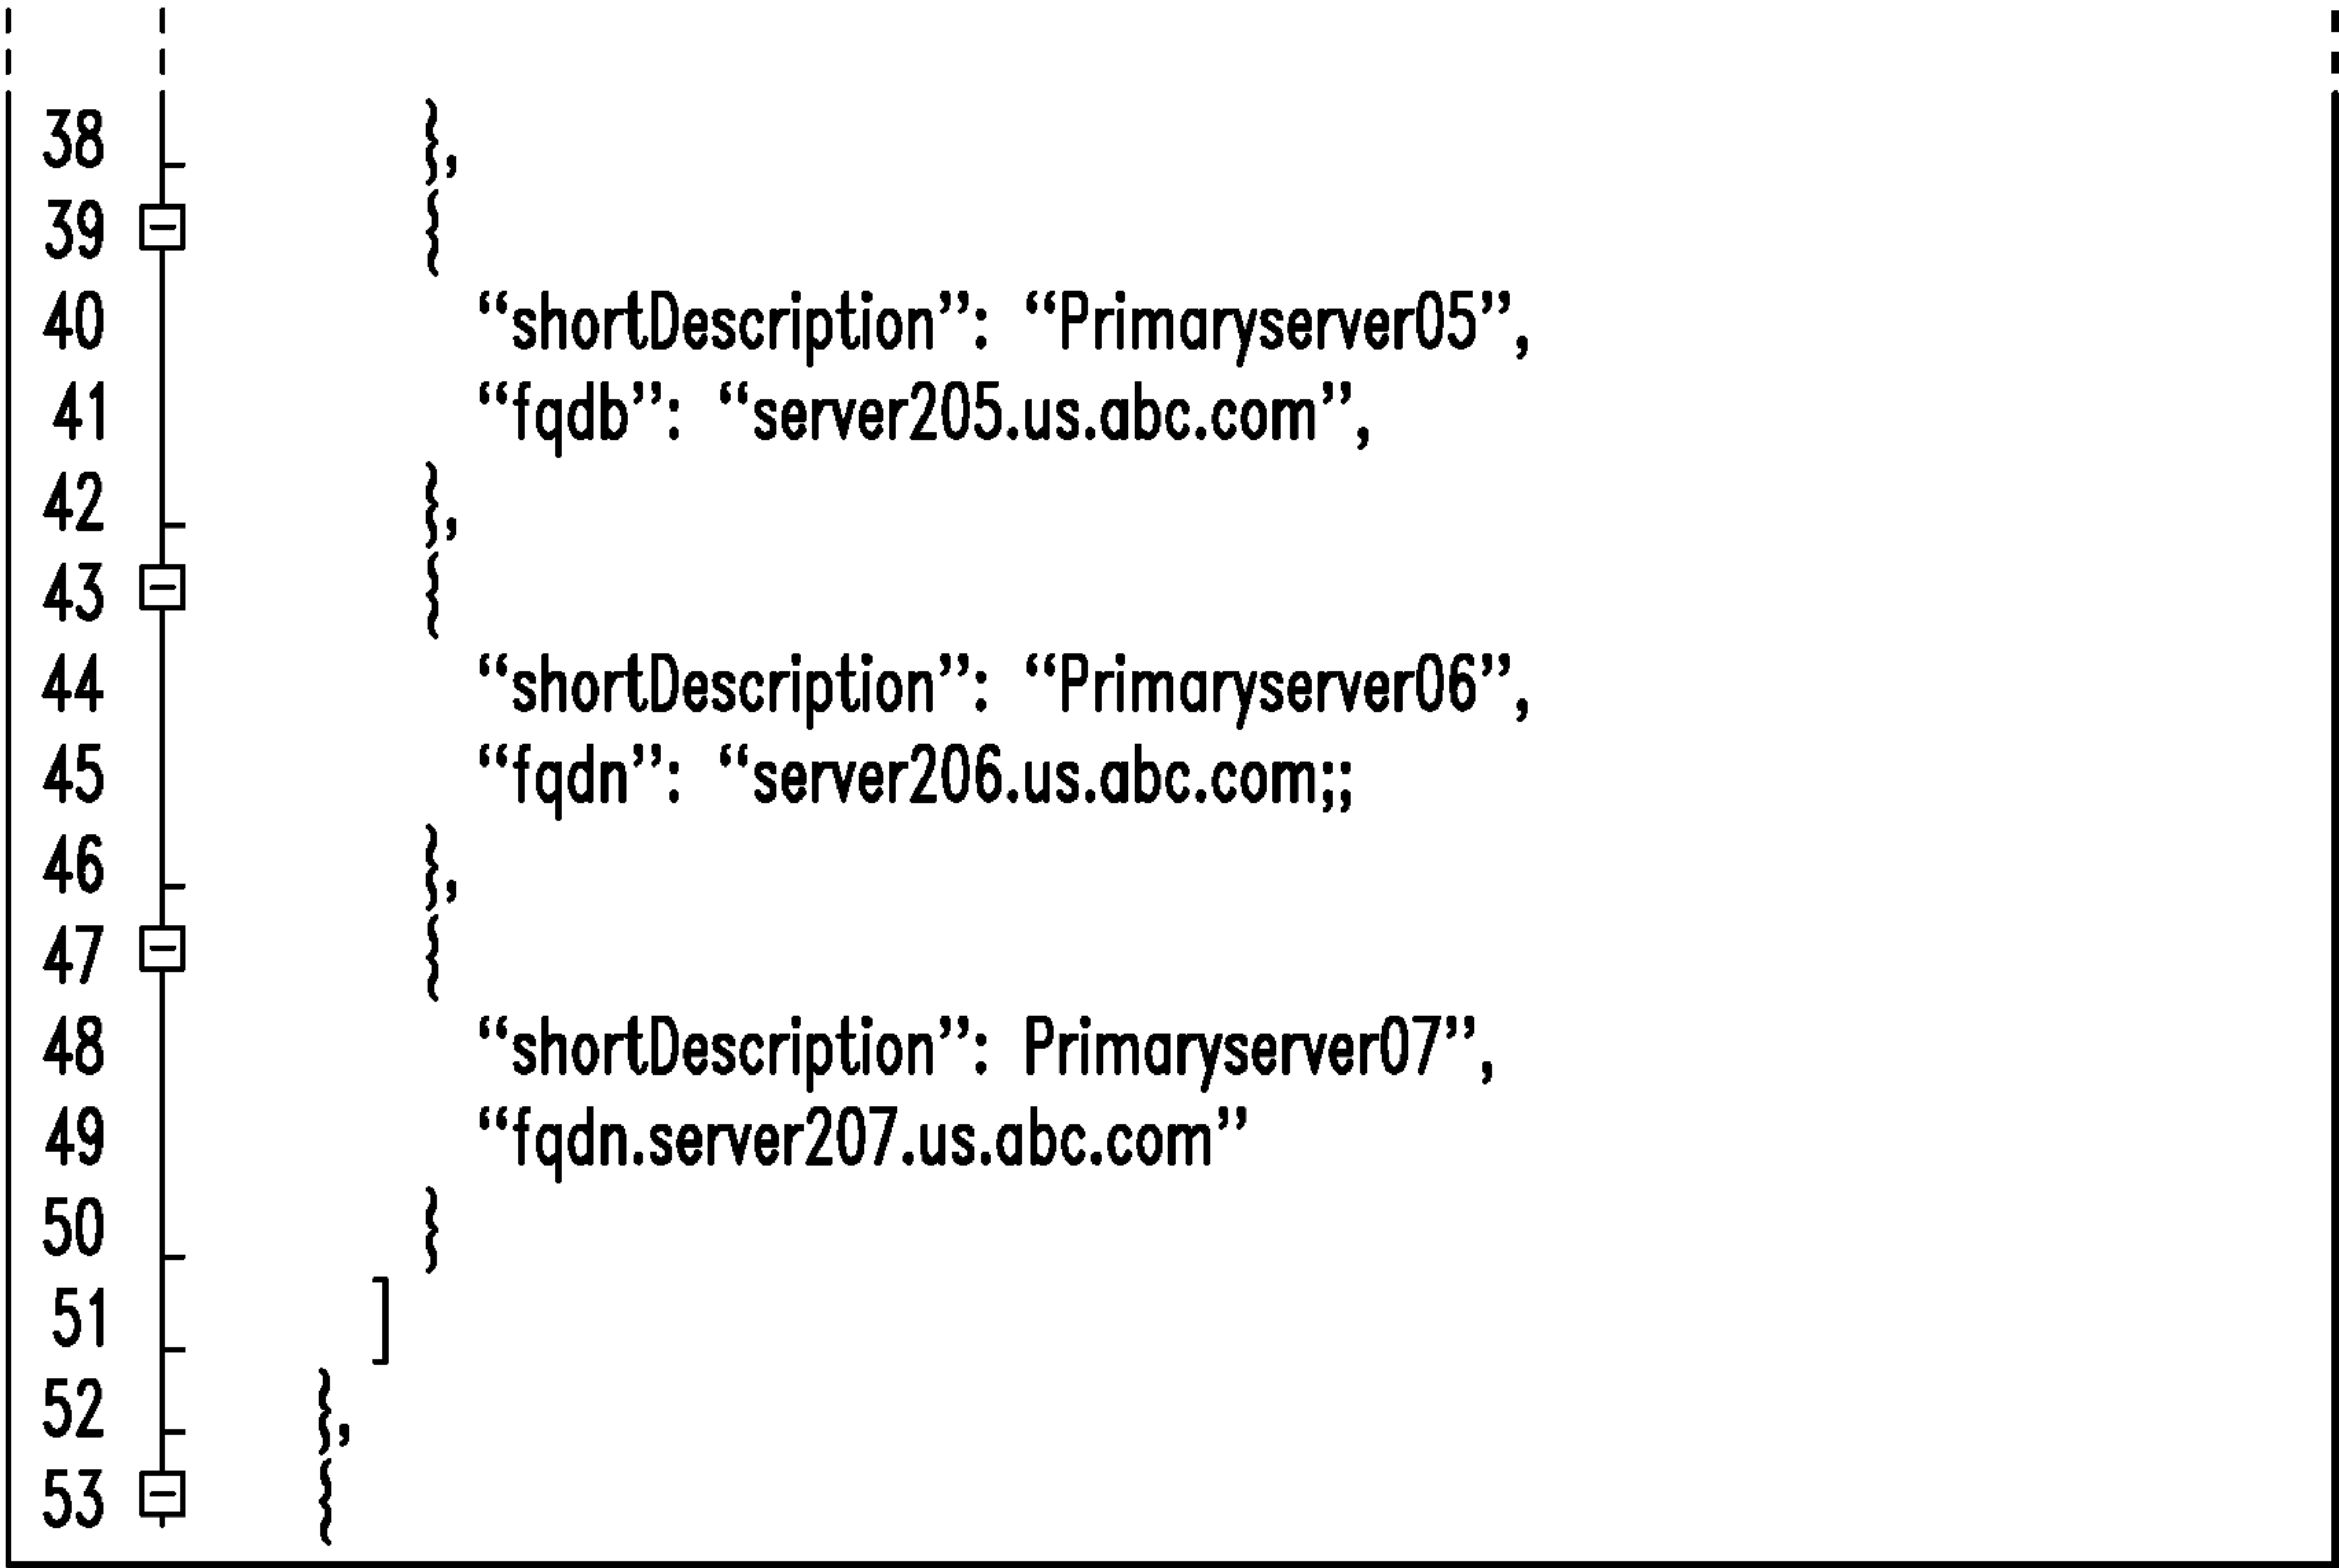 38 },
39 {
40 “shortDescription”: “Primaryserver05”,
41 “fqdb”: “server205.us.abc.com”,
42 },
43 {
44 “shortDescription”: “Primaryserver06”,
45 “fqdn”: “server206.us.abc.com;;
46 },
47 {
48 “shortDescription”: Primaryserver07”,
49 “fqdn.server207.us.abc.com”
50 }
51 ]
52 },
53 {